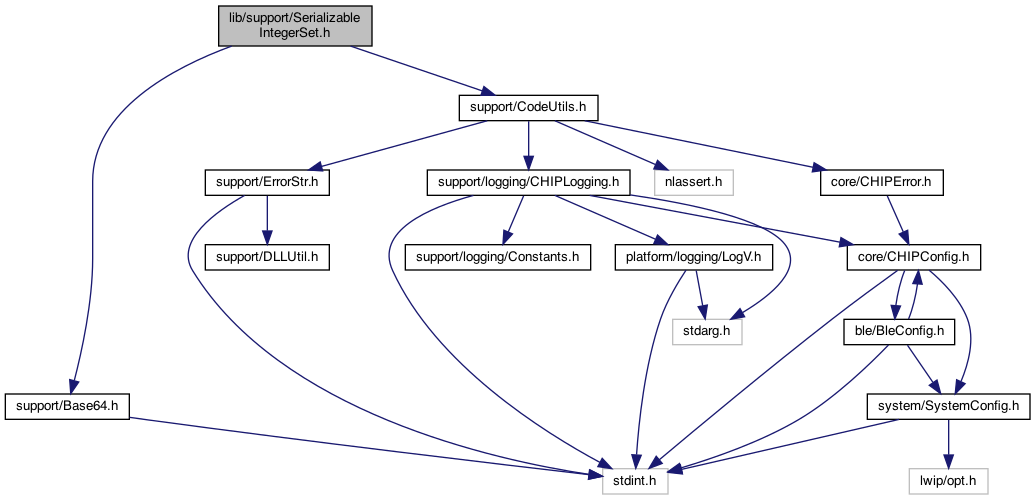 lib/support/Serializable
IntegerSet.h
support/CodeUtils.h
support/ErrorStr.h
support/logging/CHIPLogging.h
nlassert.h
core/CHIPError.h
support/DLLUtil.h
support/logging/Constants.h
platform/logging/LogV.h
core/CHIPConfig.h
stdarg.h
ble/BleConfig.h
support/Base64.h
system/SystemConfig.h
stdint.h
lwip/opt.h